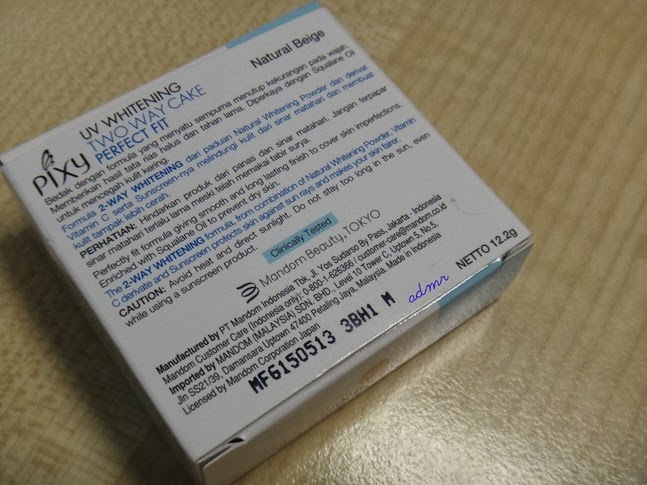 Natural Beige
pixy
UV WHITENING
TWO WAY CAKE
PERFECT FIT
Bedak dengan formula yang menyatu sempurna menutup kekurangan pada wajah.
Memberikan hasil tata rias halus dan tahan lama. Diperkaya dengan Squalane Oil
untuk mencegah kulit kering.
Formula 2-WAY WHITENING dari paduan Natural Whitening Powder dan derivat
Vitamin C serta Sunscreen-nya melindungi kulit dari sinar matahari dan membuat
kulit tampak lebih cerah.
PERHATIAN: Hindarkan produk dari panas dan sinar matahari. Jangan terpapar
sinar matahari terlalu lama meski telah memakai tabir surya.
Perfectly fit formula giving smooth and long lasting finish to cover skin imperfections.
Enriched with Squalane Oil to prevent dry skin.
The 2-WAY WHITENING formula, from combination of Natural Whitening Powder, Vitamin
C derivate and Sunscreen protects skin against sun rays and makes your skin fairer.
CAUTION: Avoid heat and direct sunlight. Do not stay too long in the sun, even
while using a sunscreen product.
Clinically Tested
Mandom Beauty, TOKYO
Manufactured by PT Mandom Indonesia Tbk, Jl. Yos Sudarso By Pass, Jakarta - Indonesia
Mandom Customer Care (Indonesia only): 0-800-1-625366 / customer-care@mandom.co.id
Imported by MANDOM (MALAYSIA) SDN. BHD., Level 10 Tower C, Uptown 5, No.5,
Jln SS21/39, Damansara Uptown 47400 Petaling Jaya, Malaysia. Made in Indonesia
Licensed by Mandom Corporation Japan
NETTO 12.2g
MF6150513 3BH1 M
admr